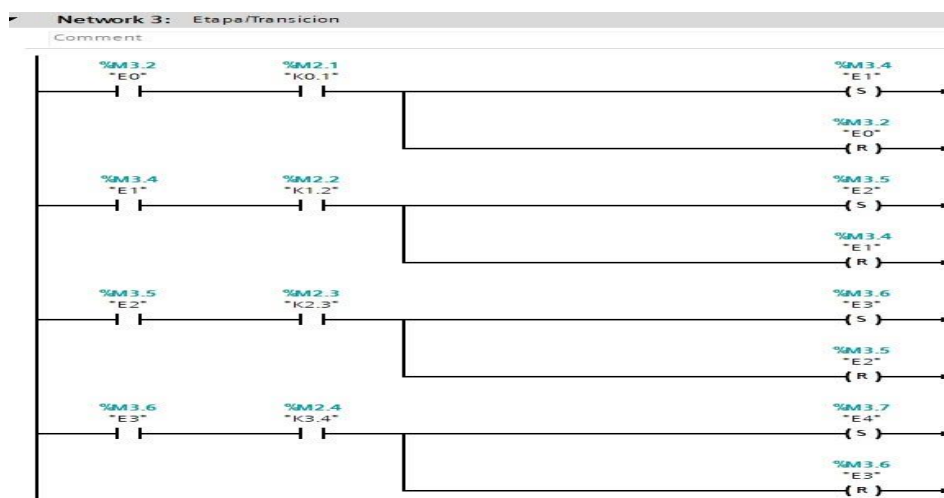 Network 3: Etapa/Transicion
Comment
%M3.2 %M2.1 %M3.4
"E0" "K0.1" "E1"
S
%M3.2
"E0"
R
%M3.4 %M2.2 %M3.5
"E1" "K1.2" "E2"
S
%M3.4
"E1"
R
%M3.5 %M2.3 %M3.6
"E2" "K2.3" "E3"
S
%M3.5
"E2"
R
%M3.6 %M2.4 %M3.7
"E3" "K3.4" "E4"
S
%M3.6
"E3"
R